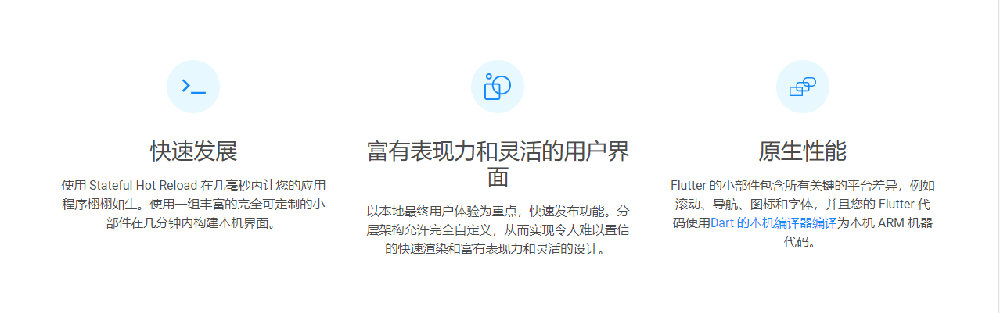 快速发展
使用 Stateful Hot Reload 在几毫秒内让您的应用
程序栩栩如生。使用一组丰富的完全可定制的小
部件在几分钟内构建本机界面。
富有表现力和灵活的用户界
面
以本地最终用户体验为重点，快速发布功能。分
层架构允许完全自定义，从而实现令人难以置信
的快速渲染和富有表现力和灵活的设计。
原生性能
Flutter 的小部件包含所有关键的平台差异，例如
滚动、导航、图标和字体，并且您的 Flutter 代
码使用Dart 的本机编译器编译为本机 ARM 机器
代码。